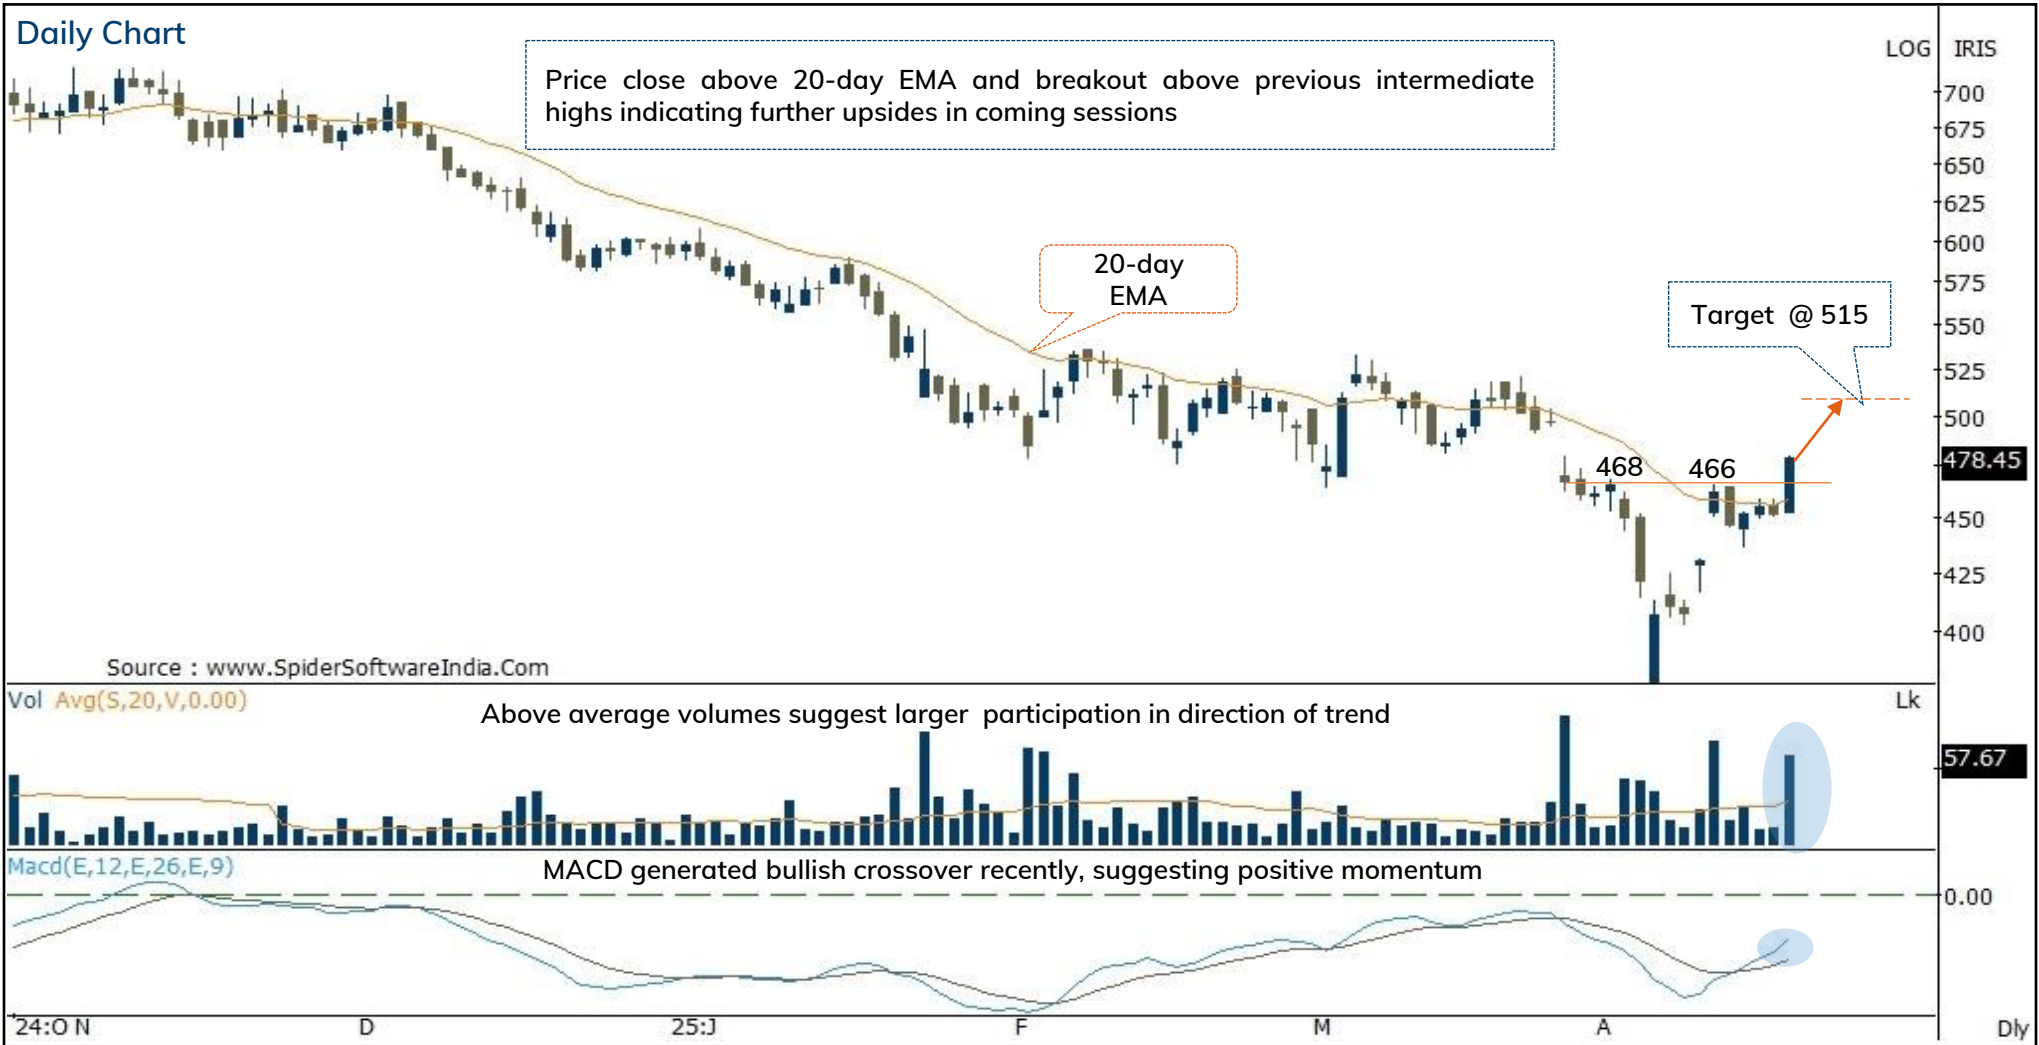 Daily Chart
LOG IRIS
Price close above 20-day EMA and breakout above previous intermediate
highs indicating further upsides in coming sessions
700
675
650
625
600
575
550
525
500
478.45
450
425
400
20-day
EMA
Target @ 515
468
466
Source : www.SpiderSoftwareIndia.Com
Vol Avg(S,20,V,0.00)
Above average volumes suggest larger participation in direction of trend
Lk
57.67
Macd(E,12,E,26,E,9)
MACD generated bullish crossover recently, suggesting positive momentum
0.00
24:O N D 25:J F M A Dly